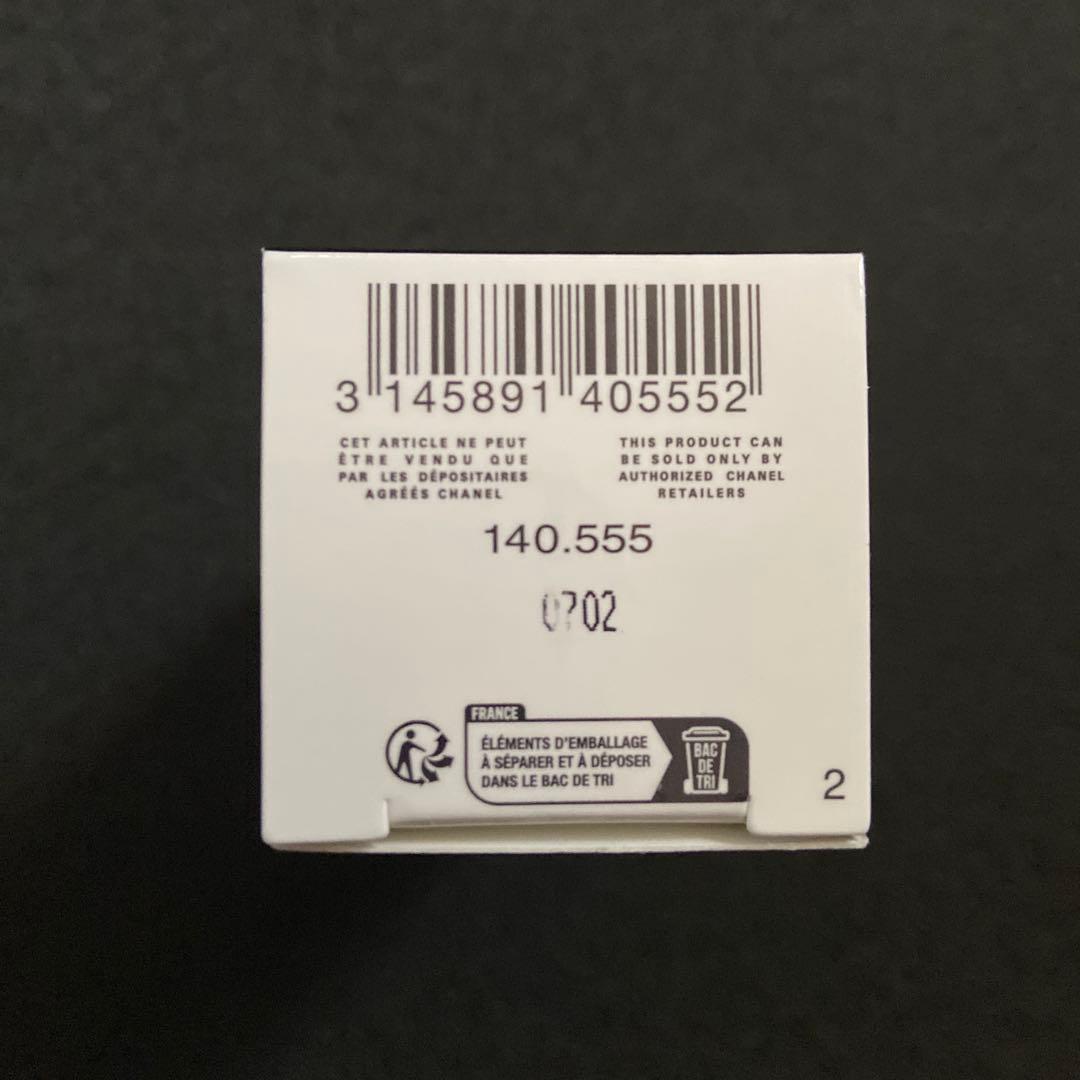 3 145891 405552
CET ARTICLE NE PEUT
ÊTRE VENDU QUE
PAR LES DÉPOSITAIRES
AGRÉÉS CHANEL
THIS PRODUCT CAN
BE SOLD ONLY BY
AUTHORIZED CHANEL
RETAILERS
140.555
0702
FRANCE
ÉLÉMENTS D'EMBALLAGE
À SÉPARER ET À DÉPOSER
DANS LE BAC DE TRI
BAC
DE
TRI
2